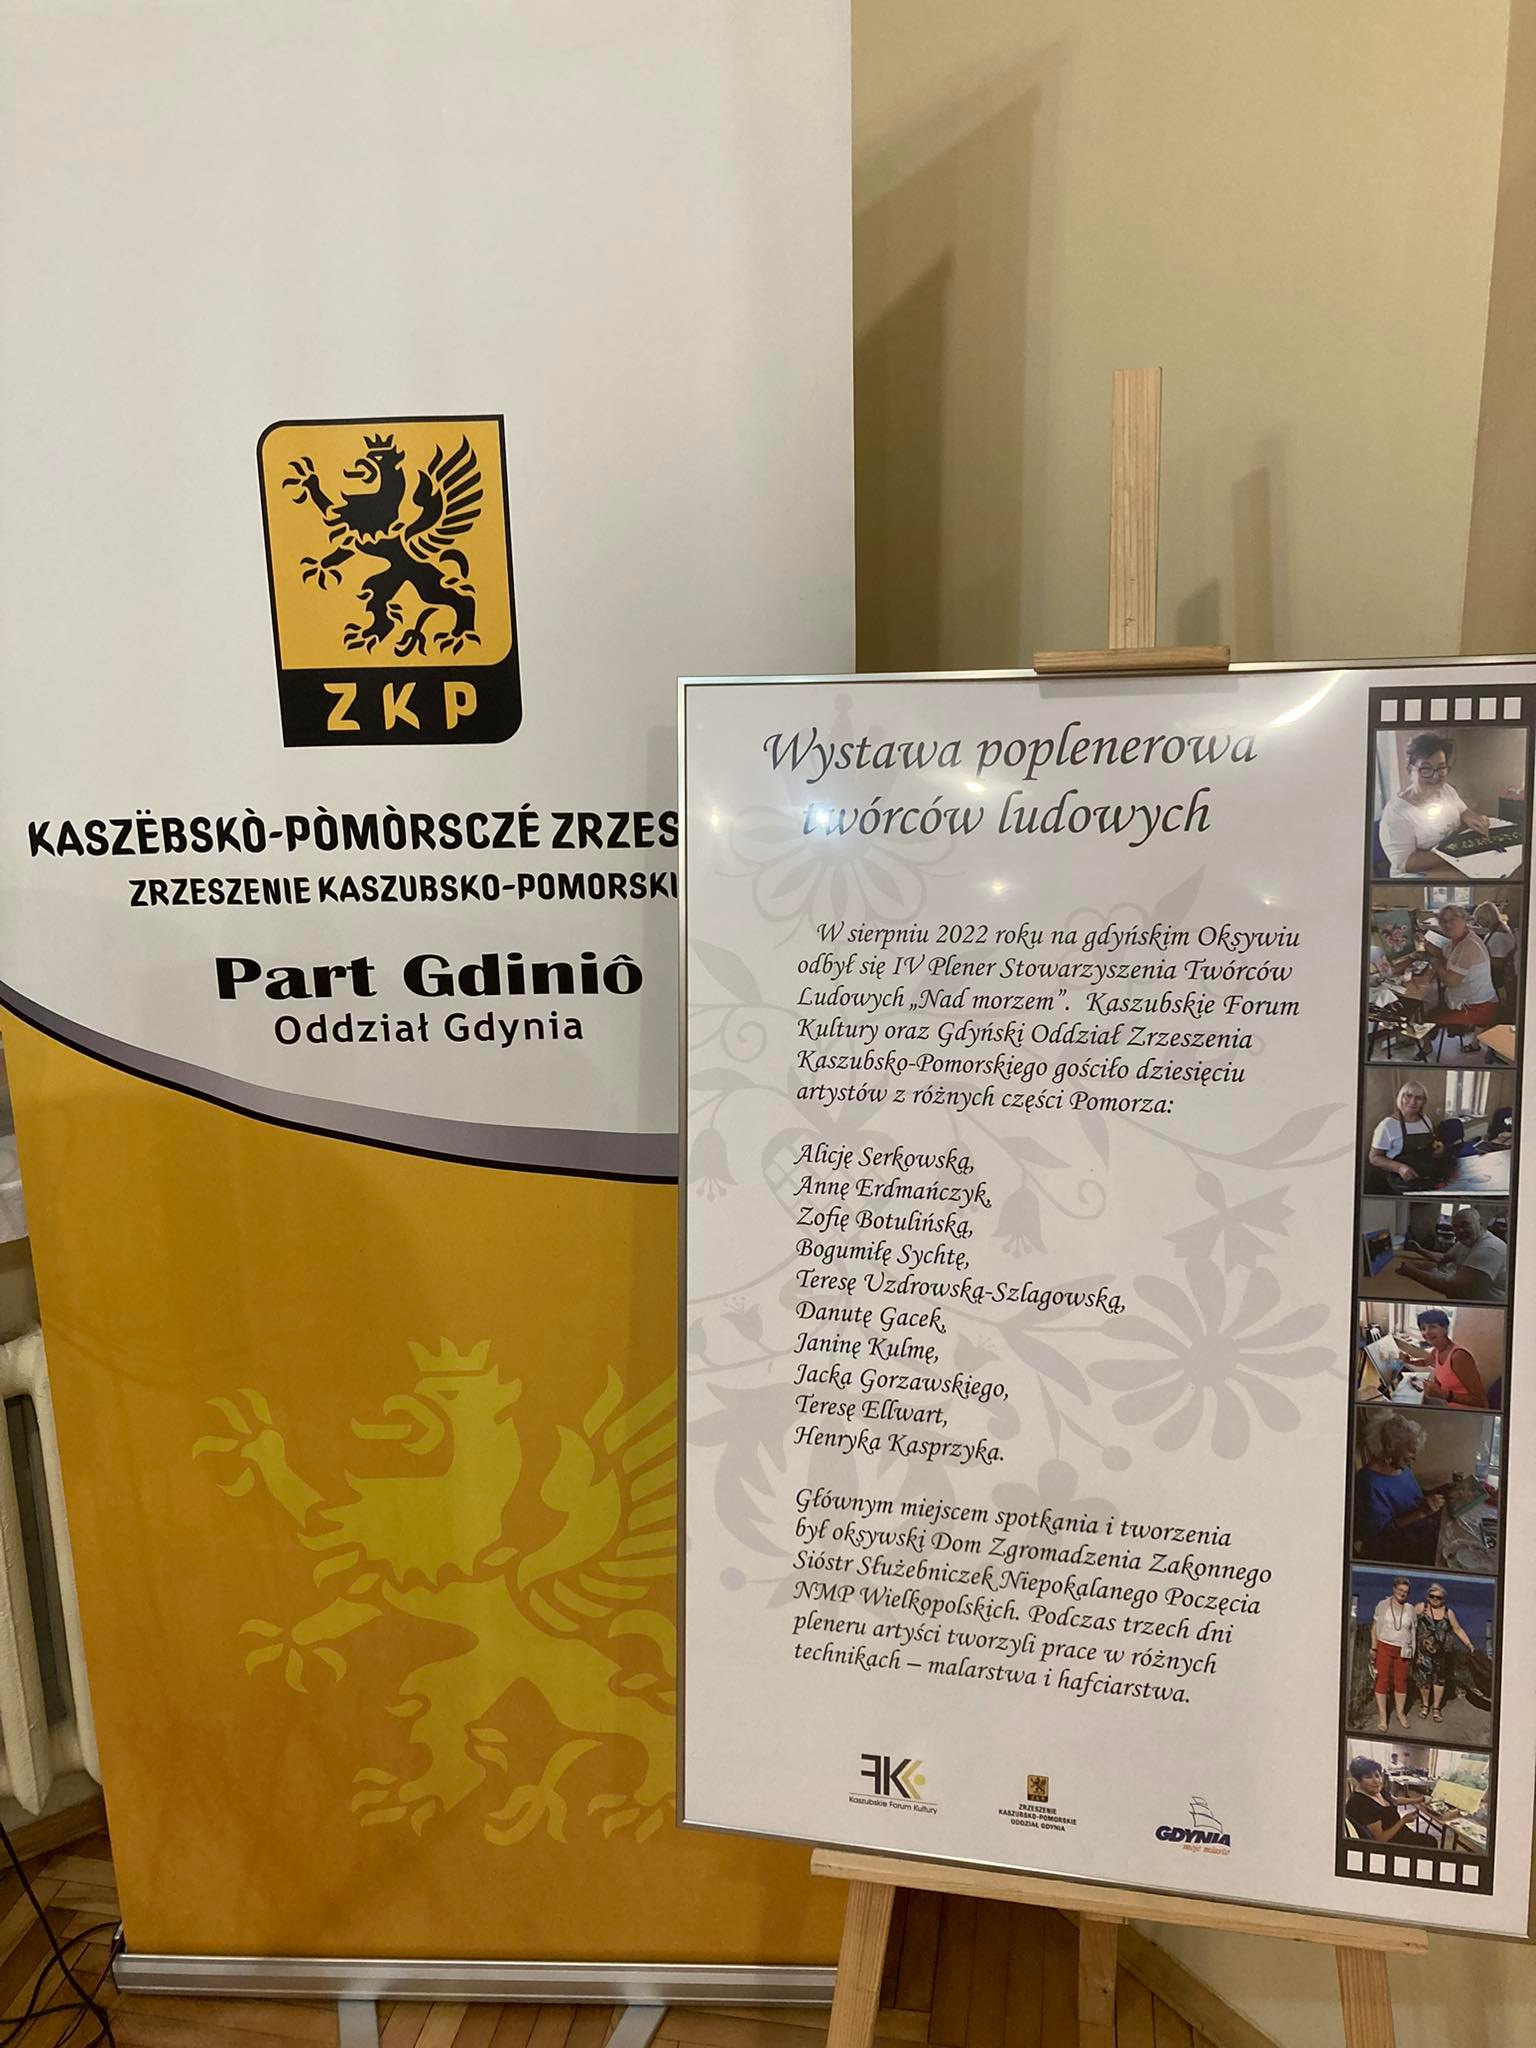 ZKP
KASZËBSKÒ-PÒMÒRSCZÉ ZRZES
ZRZESZENIE KASZUBSKO-POMORSKI
Part Gdiniô
Oddział Gdynia
Wystawa poplenerowa
twórców ludowych
W sierpniu 2022 roku na gdyńskim Oksywiu
odbył się IV Plener Stowarzyszenia Twórców
Ludowych „Nad morzem”. Kaszubskie Forum
Kultury oraz Gdyński Oddział Zrzeszenia
Kaszubsko-Pomorskiego gościło dziesięciu
artystów z różnych części Pomorza:
Alicję Serkowską,
Annę Erdmańczyk,
Zofię Botulińską,
Bogumiłę Sychtę,
Teresę Uzdrowską-Szlagowską,
Danutę Gacek,
Janinę Kulmę,
Jacka Gorzawskiego,
Teresę Ellwart,
Henryka Kasprzyka.
Głównym miejscem spotkania i tworzenia
był oksywski Dom Zgromadzenia Zakonnego
Sióstr Służebniczek Niepokalanego Poczęcia
NMP Wielkopolskich. Podczas trzech dni
pleneru artyści tworzyli prace w różnych
technikach – malarstwa i hafciarstwa.
FKK
Kaszubskie Forum Kultury
ZKP
ZRZESZENIE
KASZUBSKO-POMORSKIE
ODDZIAŁ GDYNIA
GDYNIA
moje miasto